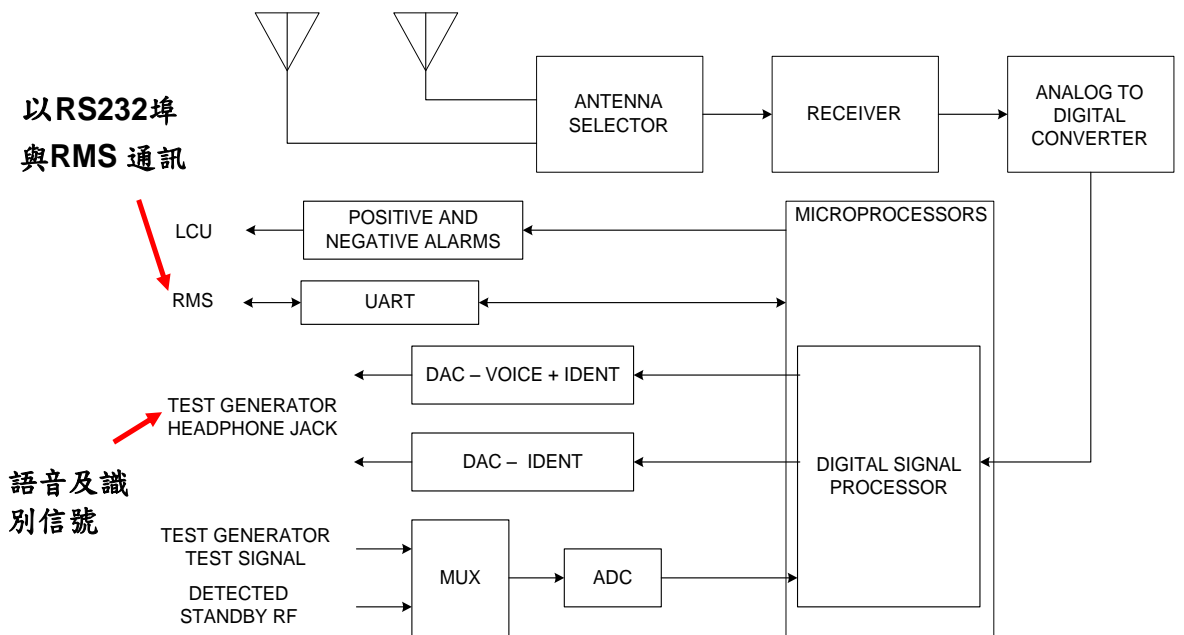 以RS232埠
與RMS 通訊
ANTENNA
SELECTOR
RECEIVER
ANALOG TO
DIGITAL
CONVERTER
LCU
POSITIVE AND
NEGATIVE ALARMS
MICROPROCESSORS
RMS
UART
DAC – VOICE + IDENT
TEST GENERATOR
HEADPHONE JACK
DAC – IDENT
DIGITAL SIGNAL
PROCESSOR
語音及識
別信號
TEST GENERATOR
TEST SIGNAL
MUX
ADC
DETECTED
STANDBY RF